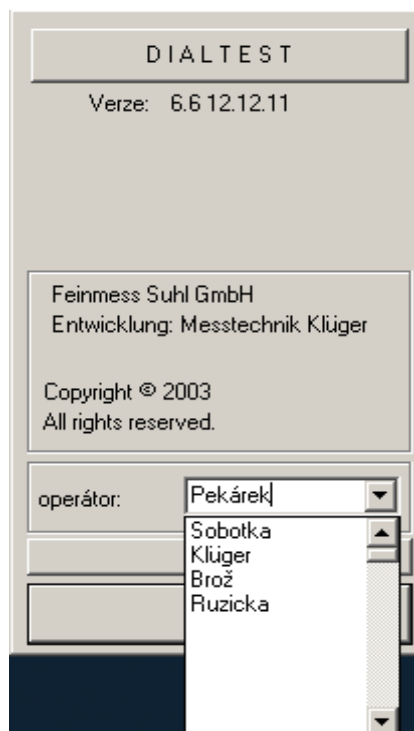 DIALTEST
Verze: 6.6 12.12.11
Feinmess Suhl GmbH
Entwicklung: Messtechnik Klüger
Copyright © 2003
All rights reserved.
operátor: Pekárek
Sobotka
Klüger
Brož
Ruzicka